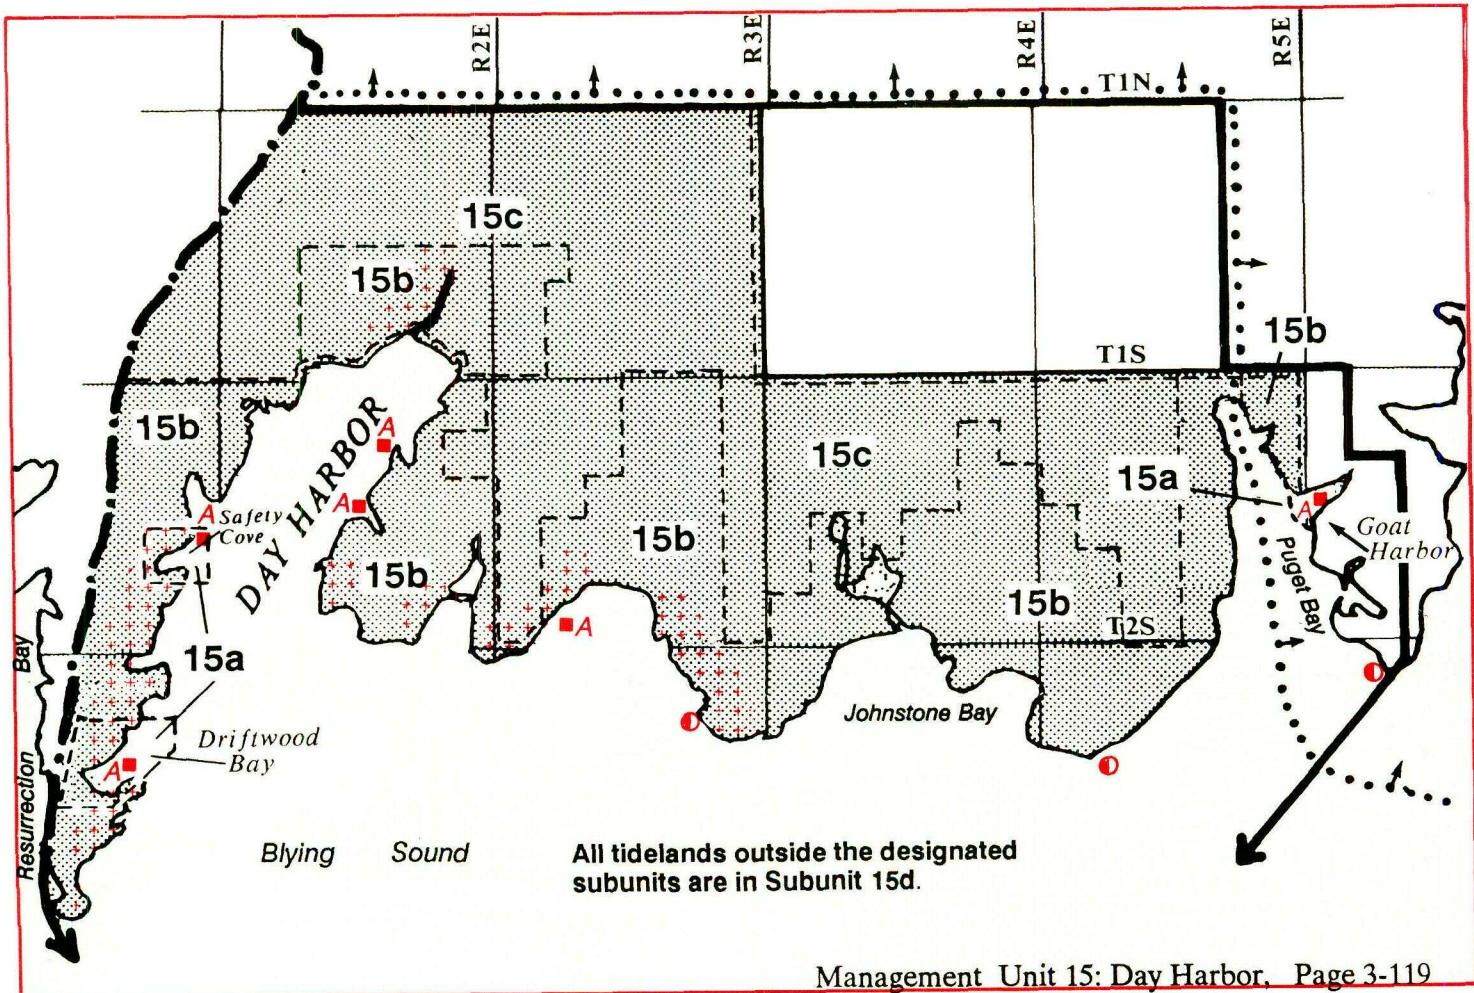 R2E
R3E
R4E
R5E
T1N
15c
15b
15b
T1S
15b
A
15c
15a
A
A
Safety
Cove
A
Goat
Harbor
DAY HARBOR
15b
15b
Puget Bay
15b
T2S
A
Bay
15a
Johnstone Bay
Driftwood
Bay
A
Resurrection
Blying Sound
All tidelands outside the designated
subunits are in Subunit 15d.
Management Unit 15: Day Harbor, Page 3-119